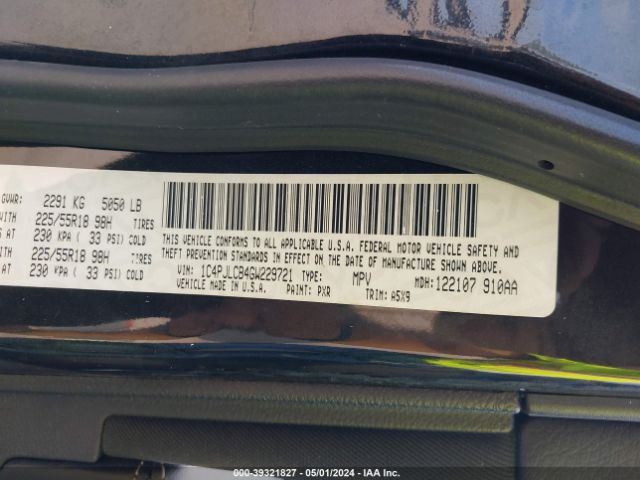 GVWR: 2291 KG 5050 LB
WITH 225/55R18 98H TIRES
S AT 230 KPA ( 33 PSI) COLD
WITH 225/55R18 98H TIRES
AT 230 KPA ( 33 PSI) COLD
THIS VEHICLE CONFORMS TO ALL APPLICABLE U.S.A. FEDERAL MOTOR VEHICLE SAFETY AND
THEFT PREVENTION STANDARDS IN EFFECT ON THE DATE OF MANUFACTURE SHOWN ABOVE.
VIN: 1C4PJLCB4GW229721 TYPE: MPV MDH: 122107 910AA
VEHICLE MADE IN U.S.A. PAINT: PXR TRIM: A5X9
000-39321827 - 05/01/2024 - IAA Inc.